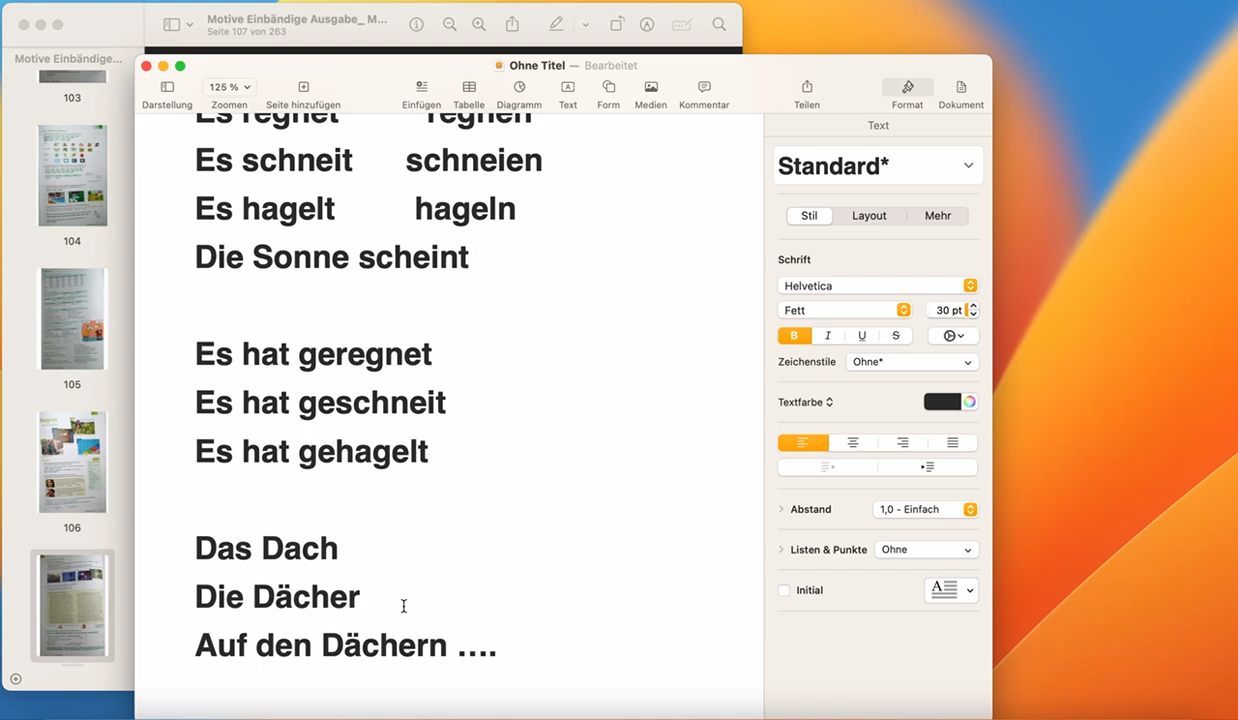 Motive Einbändige Ausgabe_ M...
Seite 107 von 263
Motive Einbändige...
103
104
105
106
Ohne Titel — Bearbeitet
125 %
Darstellung Zoomen Seite hinzufügen Einfügen Tabelle Diagramm Text Form Medien Kommentar Teilen Format Dokument
Es regnet regnen
Es schneit schneien
Es hagelt hageln
Die Sonne scheint
Es hat geregnet
Es hat geschneit
Es hat gehagelt
Das Dach
Die Dächer
Auf den Dächern ....
Text
Standard*
Stil Layout Mehr
Schrift
Helvetica
Fett 30 pt
B I U S
Zeichenstile Ohne*
Textfarbe
Abstand 1,0 - Einfach
Listen & Punkte Ohne
Initial